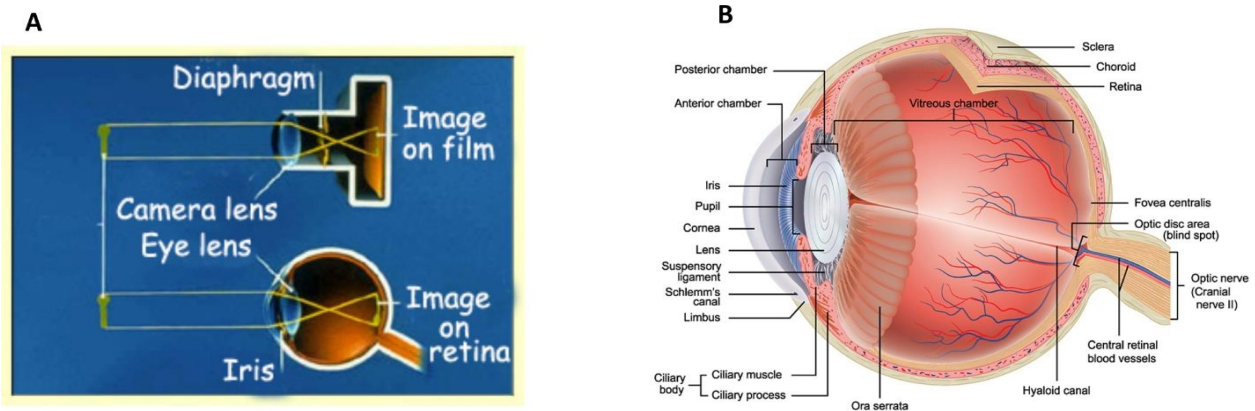 A
Diaphragm
Image
on film
Camera lens
Eye lens
Image
on
retina
Iris
B
Posterior chamber
Anterior chamber
Iris
Pupil
Cornea
Lens
Suspensory
ligament
Schlemm's
canal
Limbus
Ciliary
body
Ciliary muscle
Ciliary process
Ora serrata
Vitreous chamber
Sclera
Choroid
Retina
Fovea centralis
Optic disc area
(blind spot)
Optic nerve
(Cranial
nerve II)
Central retinal
blood vessels
Hyaloid canal